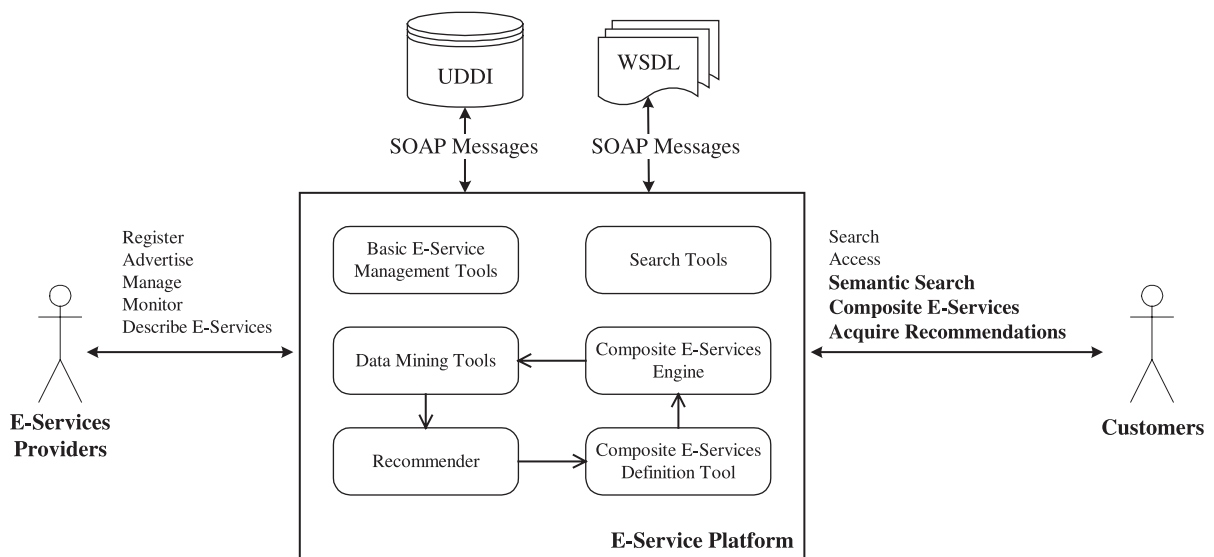 UDDI
WSDL
SOAP Messages
SOAP Messages
Register
Advertise
Manage
Monitor
Describe E-Services
E-Services
Providers
Basic E-Service
Management Tools
Search Tools
Data Mining Tools
Composite E-Services
Engine
Recommender
Composite E-Services
Definition Tool
E-Service Platform
Search
Access
Semantic Search
Composite E-Services
Acquire Recommendations
Customers